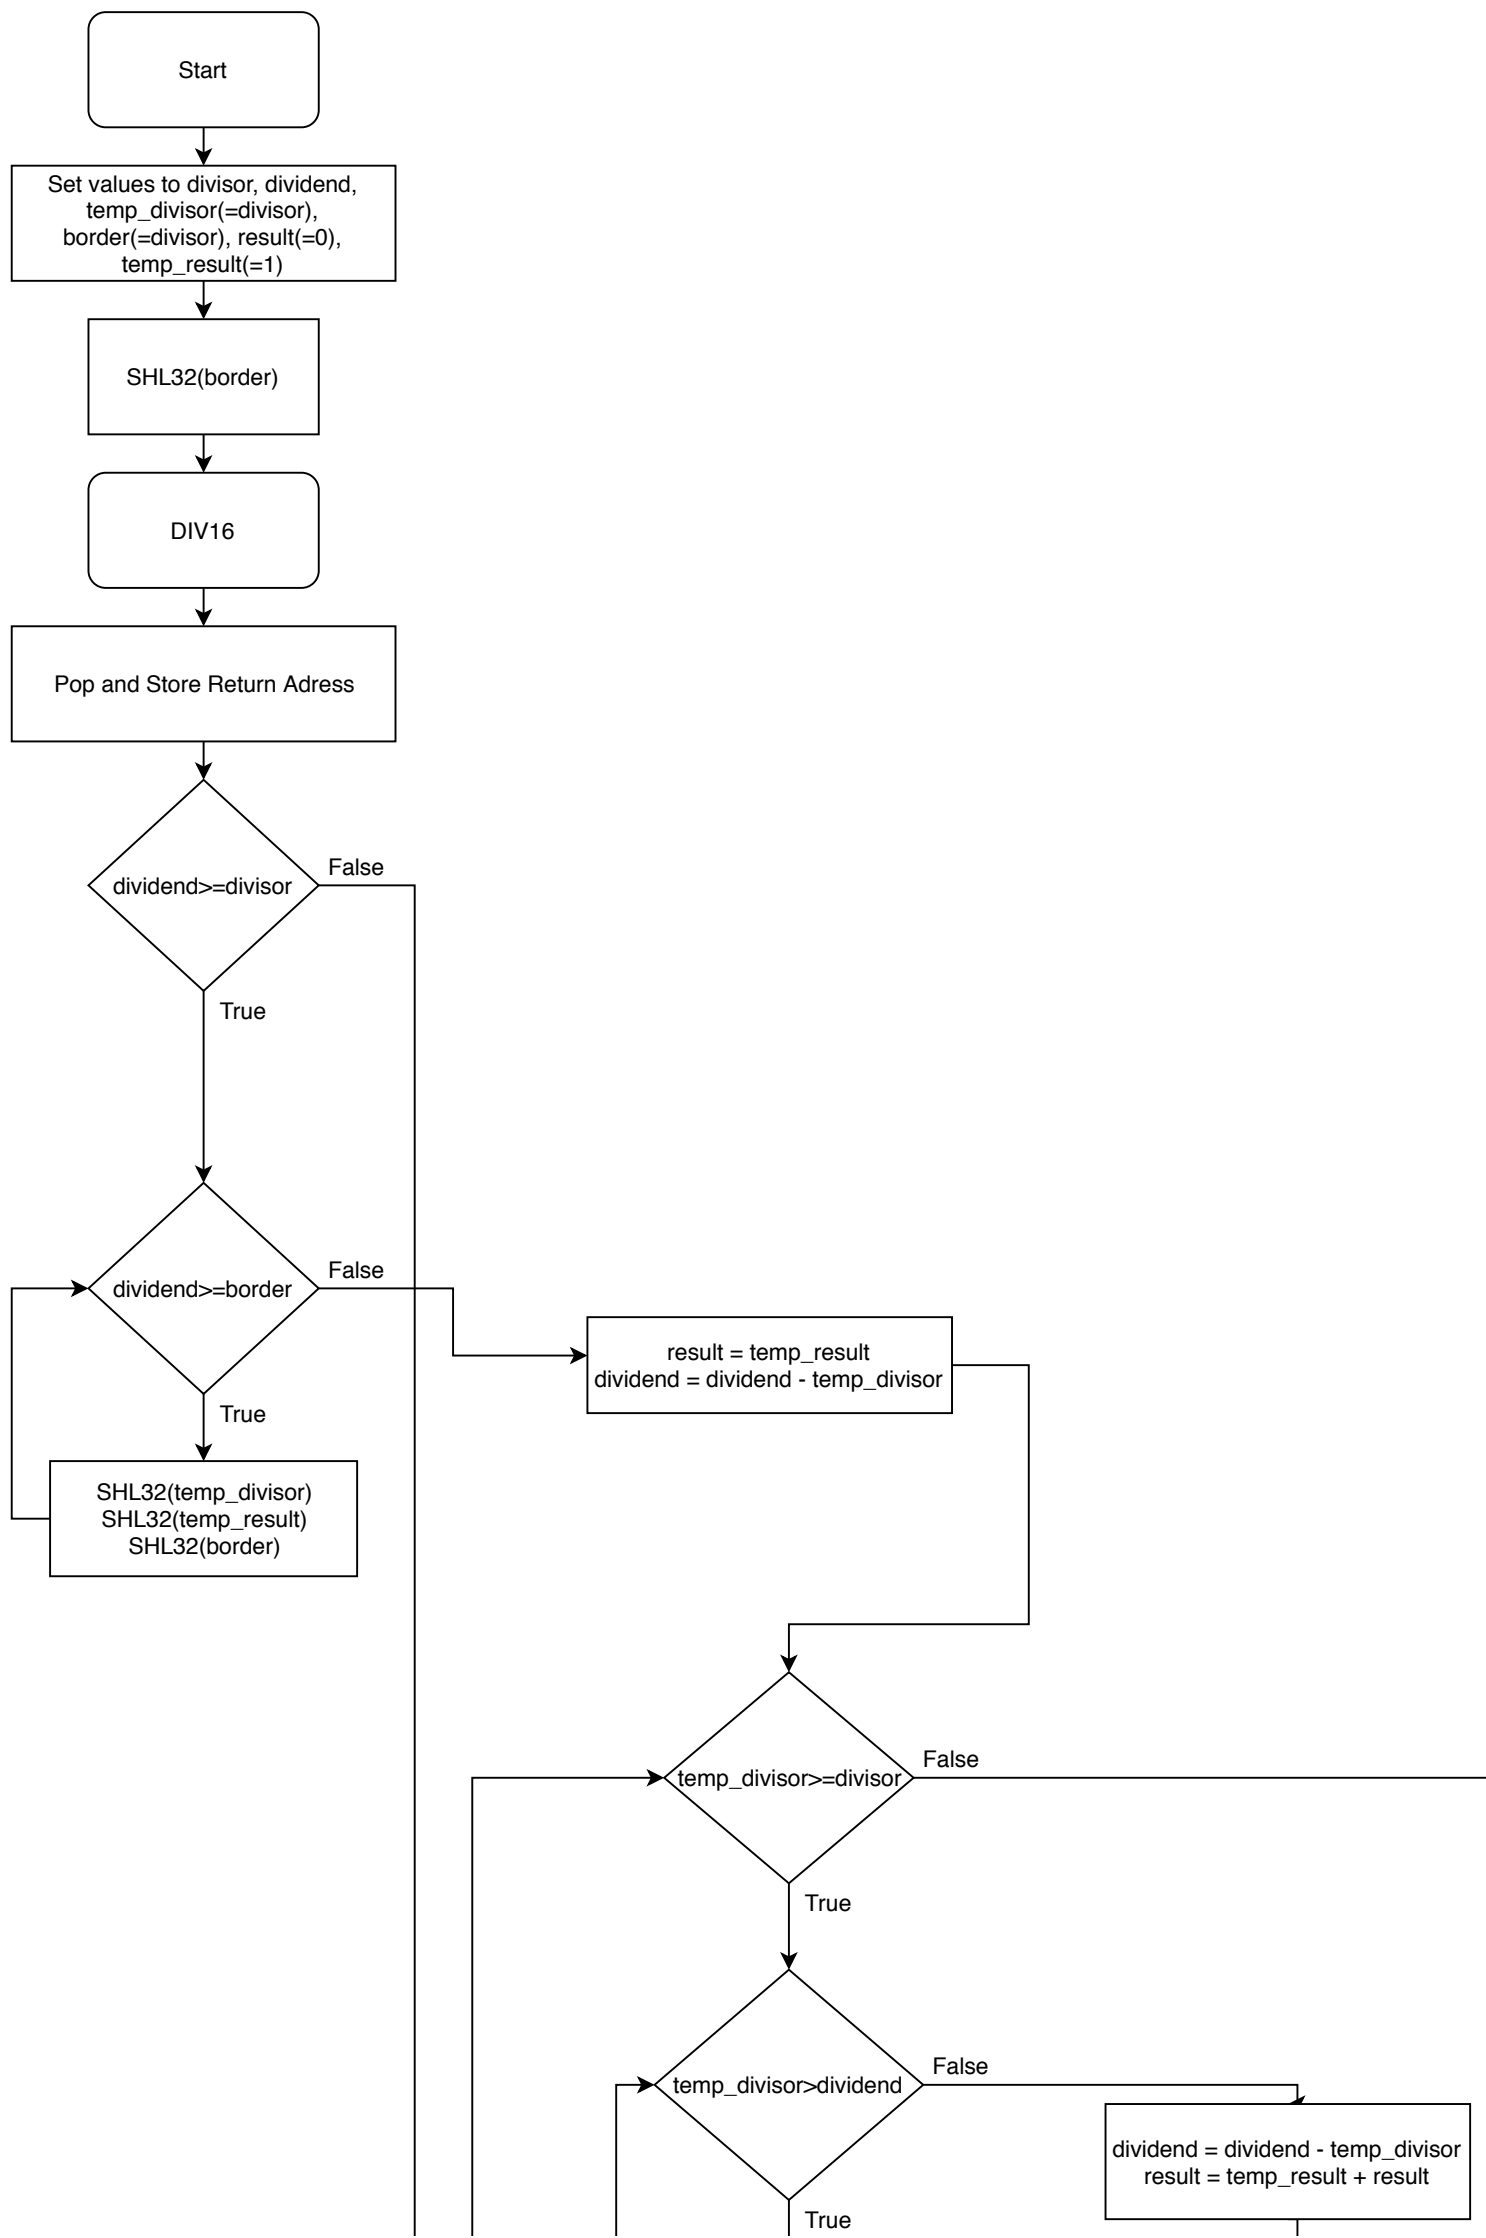 Start
Set values to divisor, dividend,
temp_divisor(=divisor),
border(=divisor), result(=0),
temp_result(=1)
SHL32(border)
DIV16
Pop and Store Return Adress
dividend>=divisor
False
True
dividend>=border
False
True
SHL32(temp_divisor)
SHL32(temp_result)
SHL32(border)
result = temp_result
dividend = dividend - temp_divisor
temp_divisor>=divisor
False
True
temp_divisor>dividend
False
True
dividend = dividend - temp_divisor
result = temp_result + result